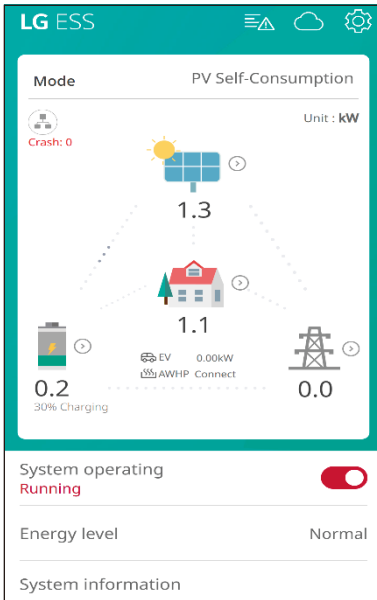 LG ESS
Mode PV Self-Consumption
Unit : kW
Crash: 0
1.3
1.1
EV 0.00kW
AWHP Connect
0.2
30% Charging
0.0
System operating
Running
Energy level Normal
System information